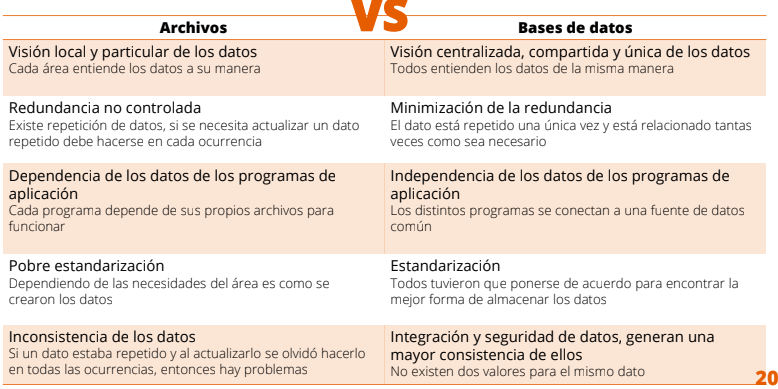 VS
Archivos
Bases de datos
Visión local y particular de los datos
Cada área entiende los datos a su manera
Visión centralizada, compartida y única de los datos
Todos entienden los datos de la misma manera
Redundancia no controlada
Existe repetición de datos, si se necesita actualizar un dato
repetido debe hacerse en cada ocurrencia
Minimización de la redundancia
El dato está repetido una única vez y está relacionado tantas
veces como sea necesario
Dependencia de los datos de los programas de
aplicación
Cada programa depende de sus propios archivos para
funcionar
Independencia de los datos de los programas de
aplicación
Los distintos programas se conectan a una fuente de datos
común
Pobre estandarización
Dependiendo de las necesidades del área es como se
crearon los datos
Estandarización
Todos tuvieron que ponerse de acuerdo para encontrar la
mejor forma de almacenar los datos
Inconsistencia de los datos
Si un dato estaba repetido y al actualizarlo se olvidó hacerlo
en todas las ocurrencias, entonces hay problemas
Integración y seguridad de datos, generan una
mayor consistencia de ellos
No existen dos valores para el mismo dato
20